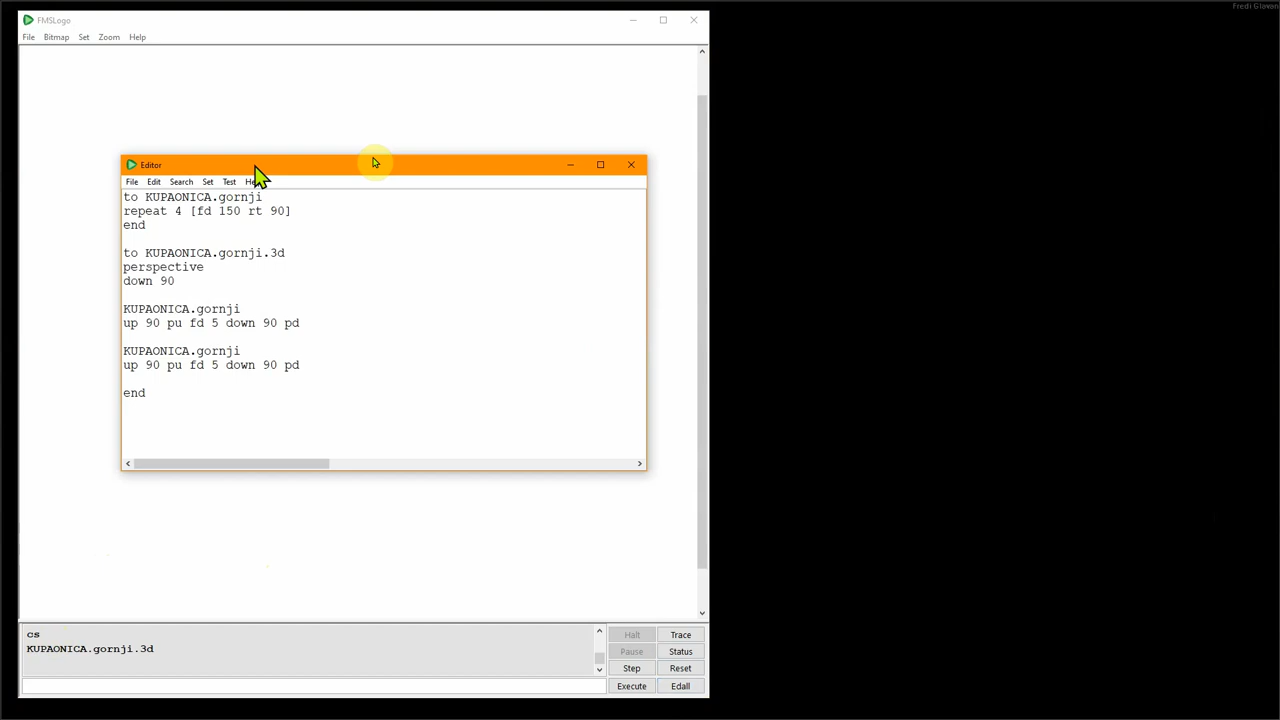 Fredi Glavan
FMSLogo
File Bitmap Set Zoom Help
Editor
File Edit Search Set Test
to KUPAONICA.gornji
repeat 4 [fd 150 rt 90]
end
to KUPAONICA.gornji.3d
perspective
down 90
KUPAONICA.gornji
up 90 pu fd 5 down 90 pd
KUPAONICA.gornji
up 90 pu fd 5 down 90 pd
end
cs
KUPAONICA.gornji.3d
Halt Trace
Pause Status
Step Reset
Execute Edall